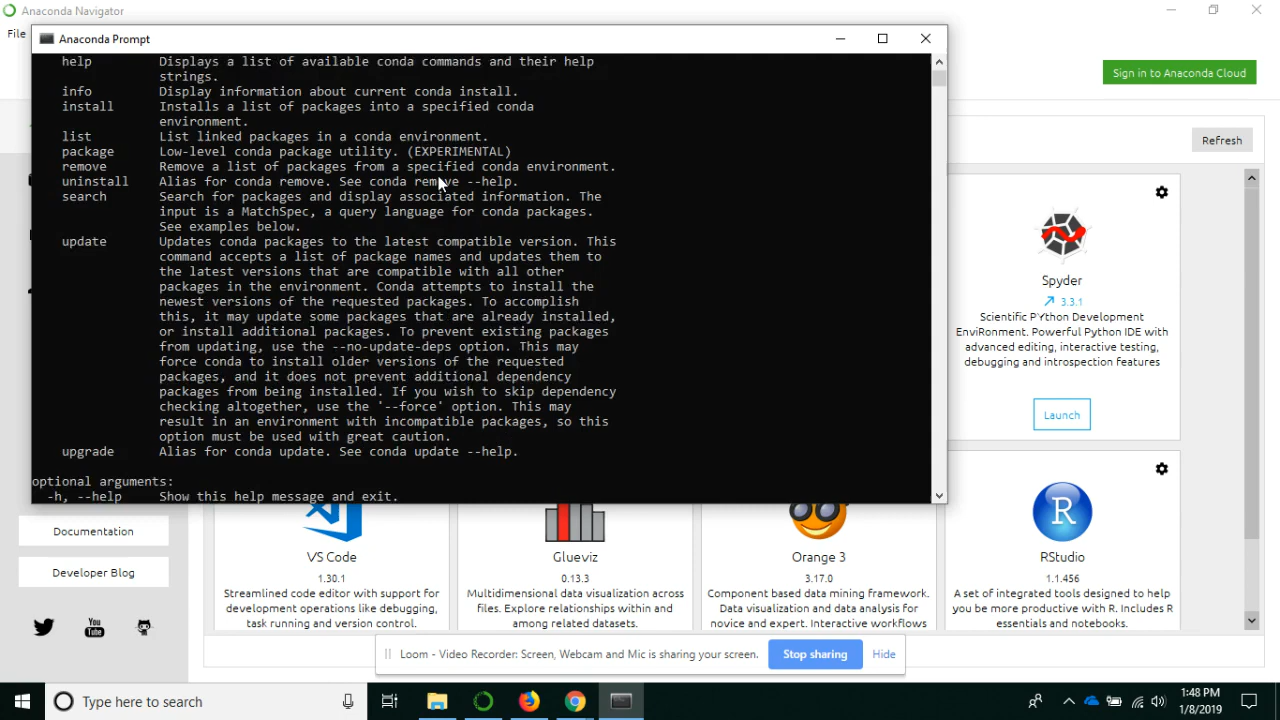 Anaconda Navigator
File
Anaconda Prompt
help Displays a list of available conda commands and their help
strings.
info Display information about current conda install.
install Installs a list of packages into a specified conda
environment.
list List linked packages in a conda environment.
package Low-level conda package utility. (EXPERIMENTAL)
remove Remove a list of packages from a specified conda environment.
uninstall Alias for conda remove. See conda remove --help.
search Search for packages and display associated information. The
input is a MatchSpec, a query language for conda packages.
See examples below.
update Updates conda packages to the latest compatible version. This
command accepts a list of package names and updates them to
the latest versions that are compatible with all other
packages in the environment. Conda attempts to install the
newest versions of the requested packages. To accomplish
this, it may update some packages that are already installed,
or install additional packages. To prevent existing packages
from updating, use the --no-update-deps option. This may
force conda to install older versions of the requested
packages, and it does not prevent additional dependency
packages from being installed. If you wish to skip dependency
checking altogether, use the '--force' option. This may
result in an environment with incompatible packages, so this
option must be used with great caution.
upgrade Alias for conda update. See conda update --help.
optional arguments:
-h, --help Show this help message and exit.
Sign in to Anaconda Cloud
Refresh
Spyder
3.3.1
Scientific PYthon Development
EnviRonment. Powerful Python IDE with
advanced editing, interactive testing,
debugging and introspection features
Launch
Documentation
Developer Blog
You
Tube
VS Code
1.30.1
Streamlined code editor with support for
development operations like debugging,
task running and version control.
Glueviz
0.13.3
Multidimensional data visualization across
files. Explore relationships within and
among related datasets.
Orange 3
3.17.0
Component based data mining framework.
Data visualization and data analysis for
novice and expert. Interactive workflows
R
RStudio
1.1.456
A set of integrated tools designed to help
you be more productive with R. Includes R
essentials and notebooks.
Loom - Video Recorder: Screen, Webcam and Mic is sharing your screen.
Stop sharing
Hide
Type here to search
1:48 PM
1/8/2019